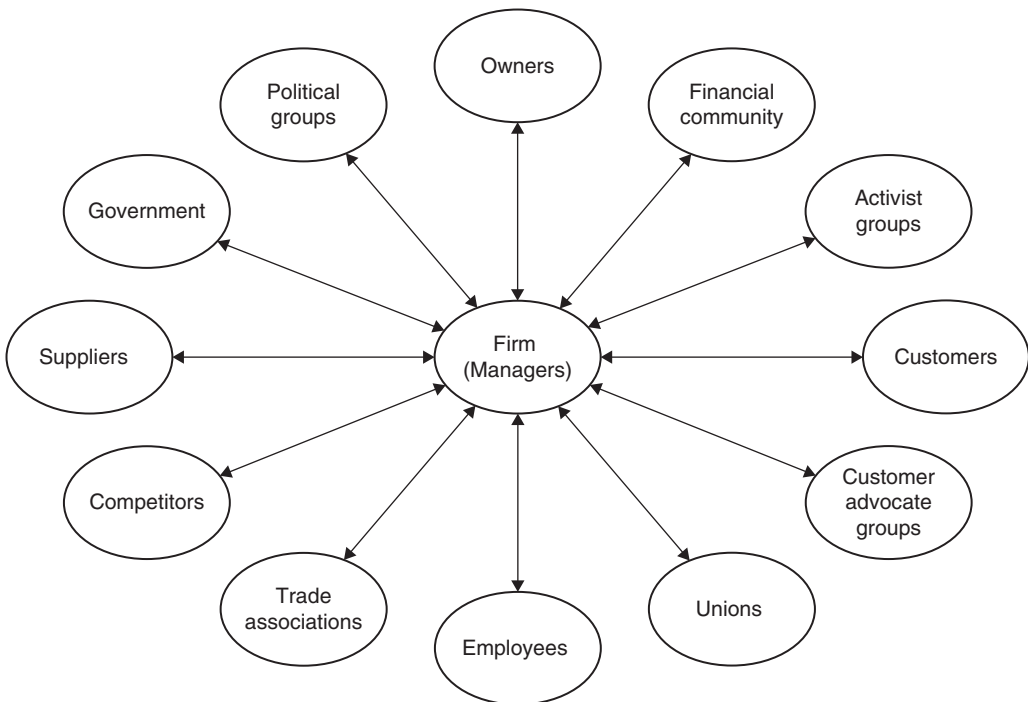 Owners
Political
groups
Financial
community
Government
Activist
groups
Suppliers
Firm
(Managers)
Customers
Competitors
Customer
advocate
groups
Trade
associations
Employees
Unions